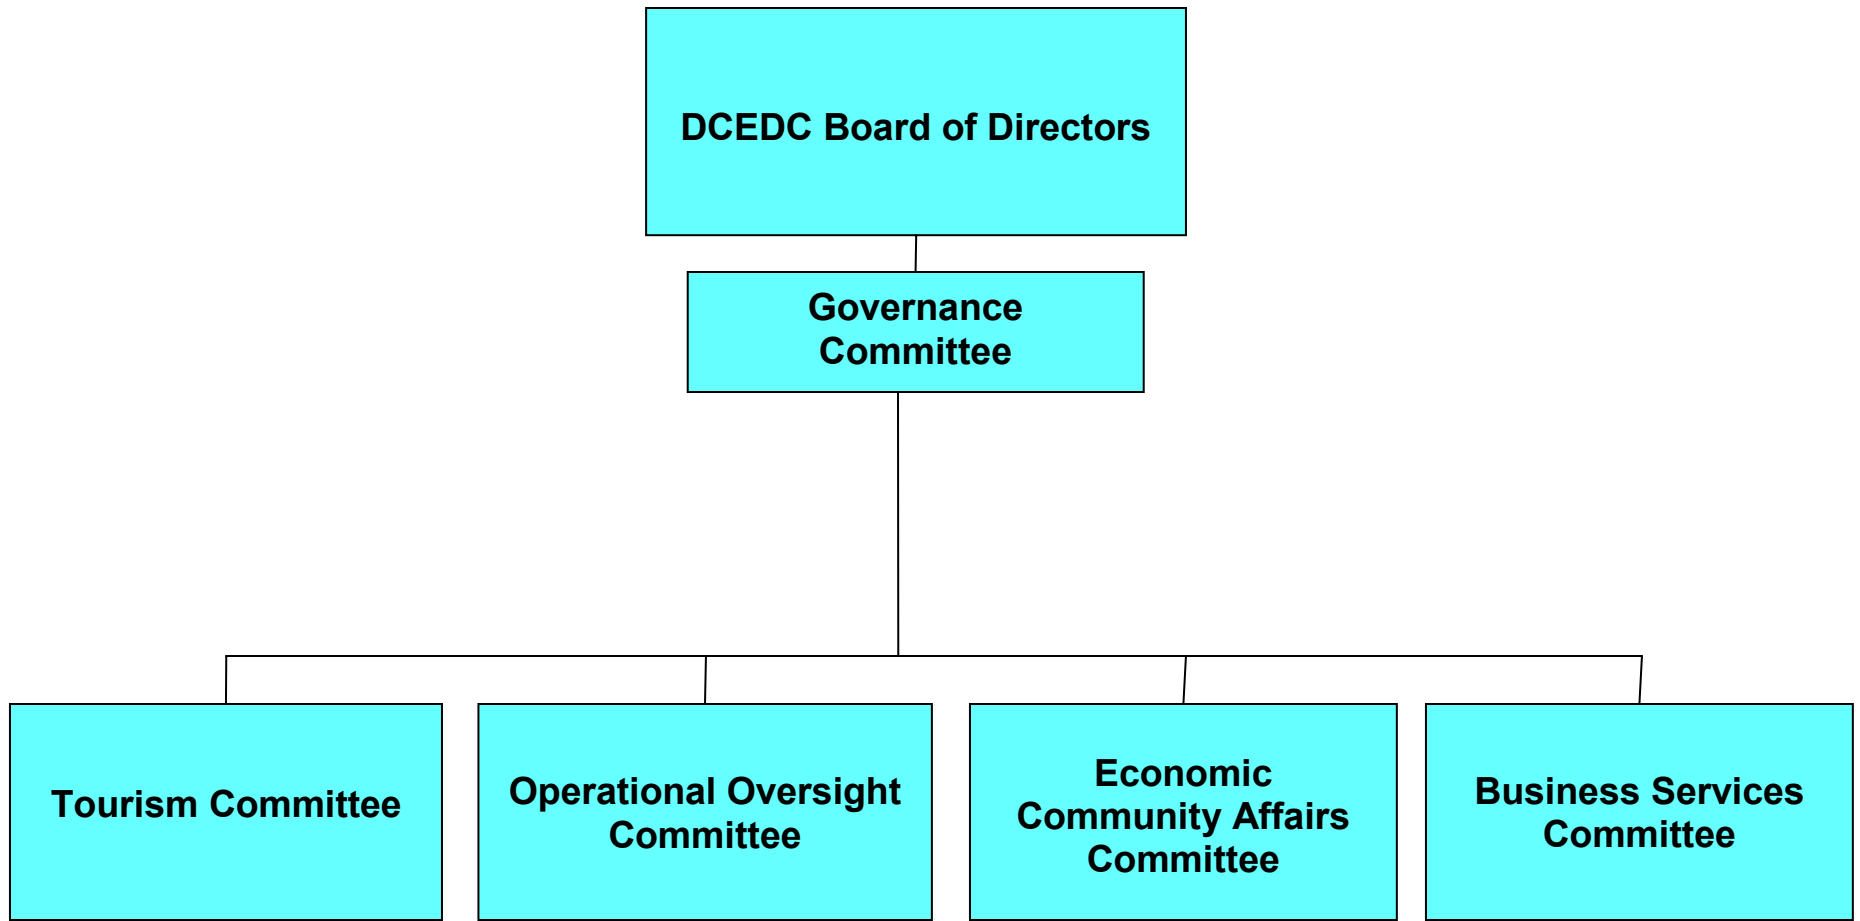 DCEDC Board of Directors
Governance
Committee
Tourism Committee
Operational Oversight
Committee
Economic
Community Affairs
Committee
Business Services
Committee